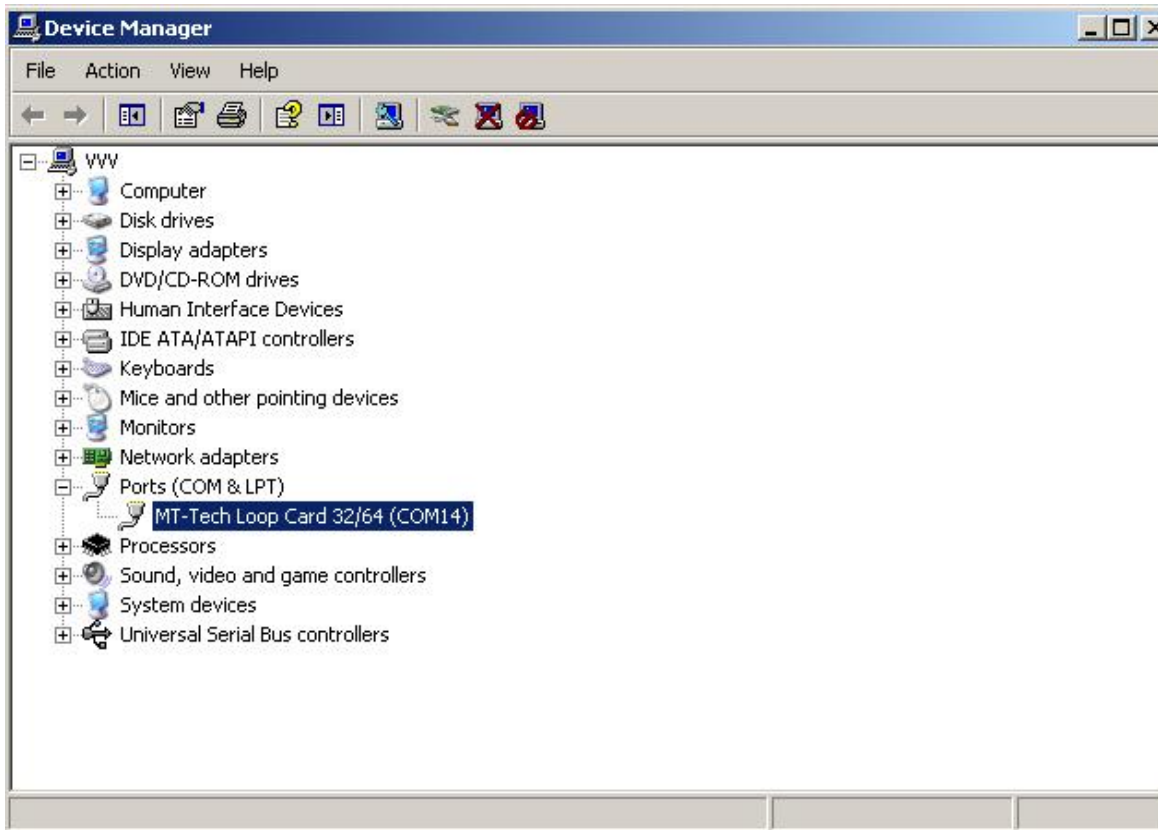 Device Manager
File Action View Help
VVV
Computer
Disk drives
Display adapters
DVD/CD-ROM drives
Human Interface Devices
IDE ATA/ATAPI controllers
Keyboards
Mice and other pointing devices
Monitors
Network adapters
Ports (COM & LPT)
MT-Tech Loop Card 32/64 (COM14)
Processors
Sound, video and game controllers
System devices
Universal Serial Bus controllers